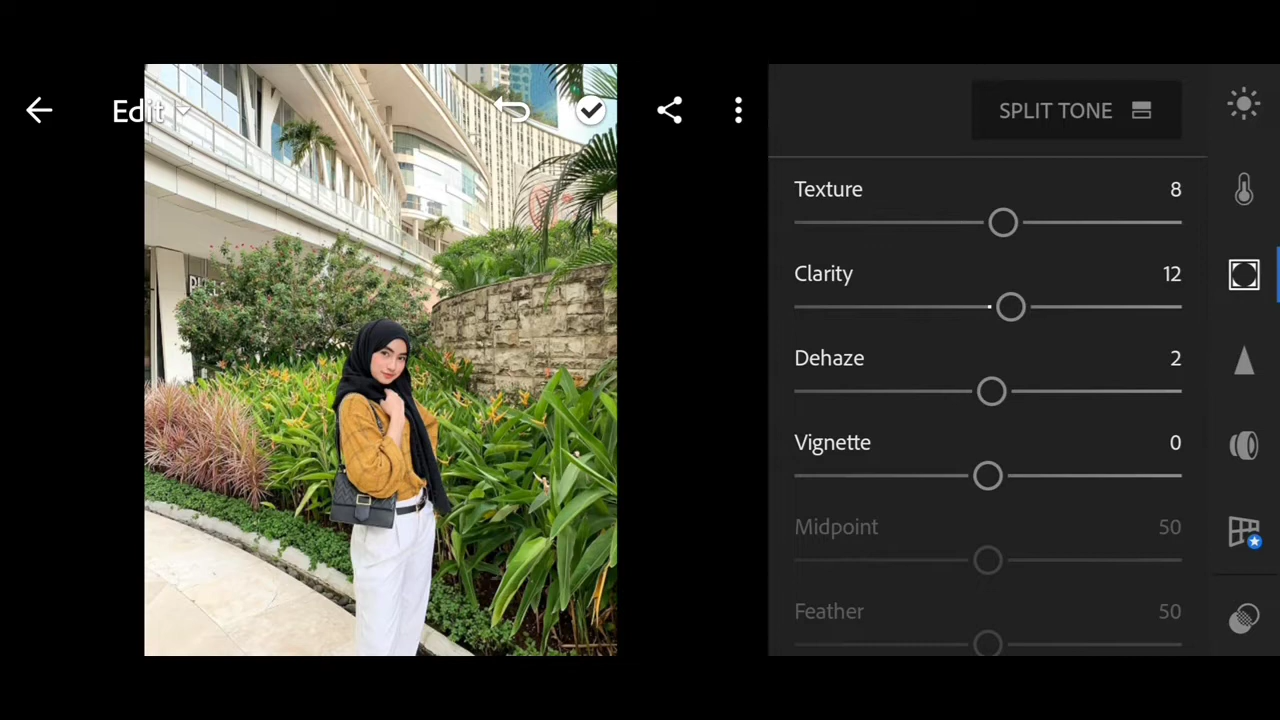 Edit
SPLIT TONE
Texture 8
Clarity 12
Dehaze 2
Vignette 0
Midpoint 50
Feather 50